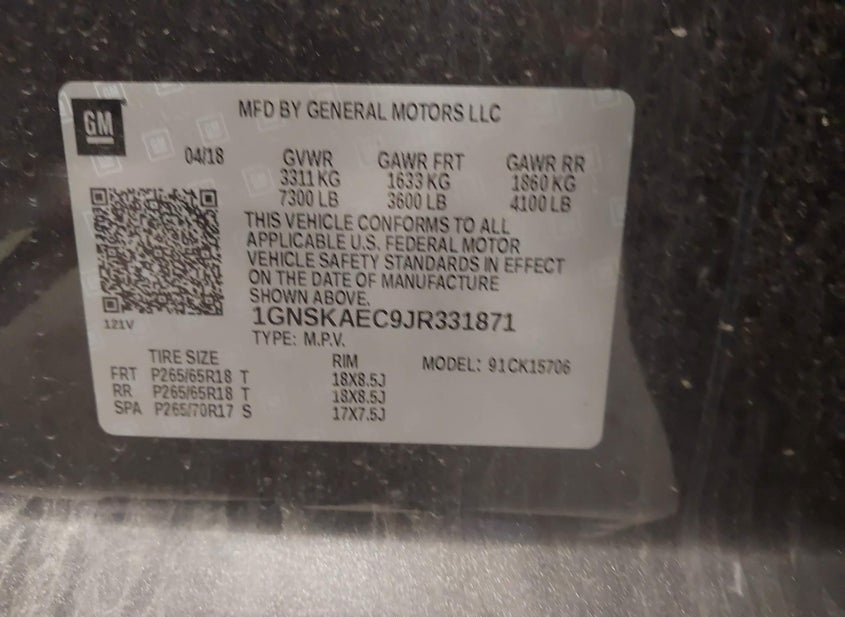 GM
MFD BY GENERAL MOTORS LLC
04/18 GVWR GAWR FRT GAWR RR
3311 KG 1633 KG 1860 KG
7300 LB 3600 LB 4100 LB
THIS VEHICLE CONFORMS TO ALL
APPLICABLE U.S. FEDERAL MOTOR
VEHICLE SAFETY STANDARDS IN EFFECT
ON THE DATE OF MANUFACTURE
SHOWN ABOVE.
1GNSKAEC9JR331871
121V
TYPE: M.P.V.
TIRE SIZE RIM MODEL: 91CK15706
FRT P265/65R18 T 18X8.5J
RR P265/65R18 T 18X8.5J
SPA P265/70R17 S 17X7.5J